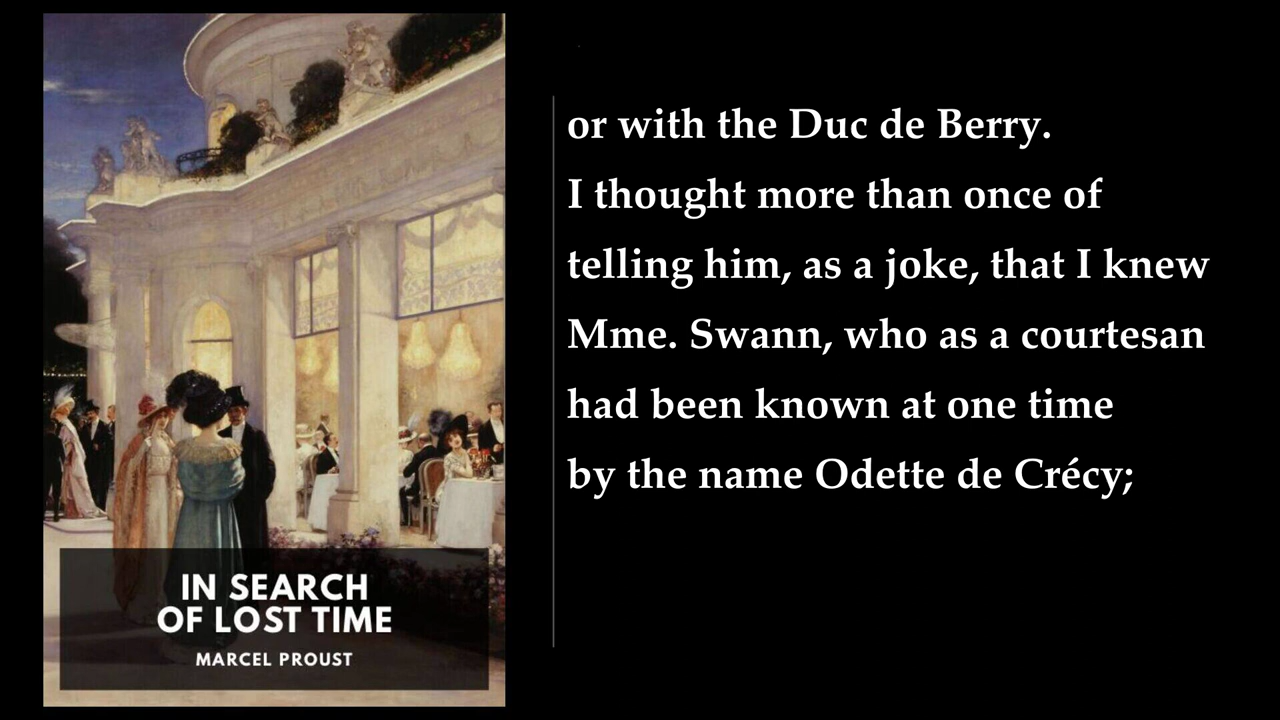 IN SEARCH
OF LOST TIME
MARCEL PROUST
or with the Duc de Berry.
I thought more than once of
telling him, as a joke, that I knew
Mme. Swann, who as a courtesan
had been known at one time
by the name Odette de Crécy;